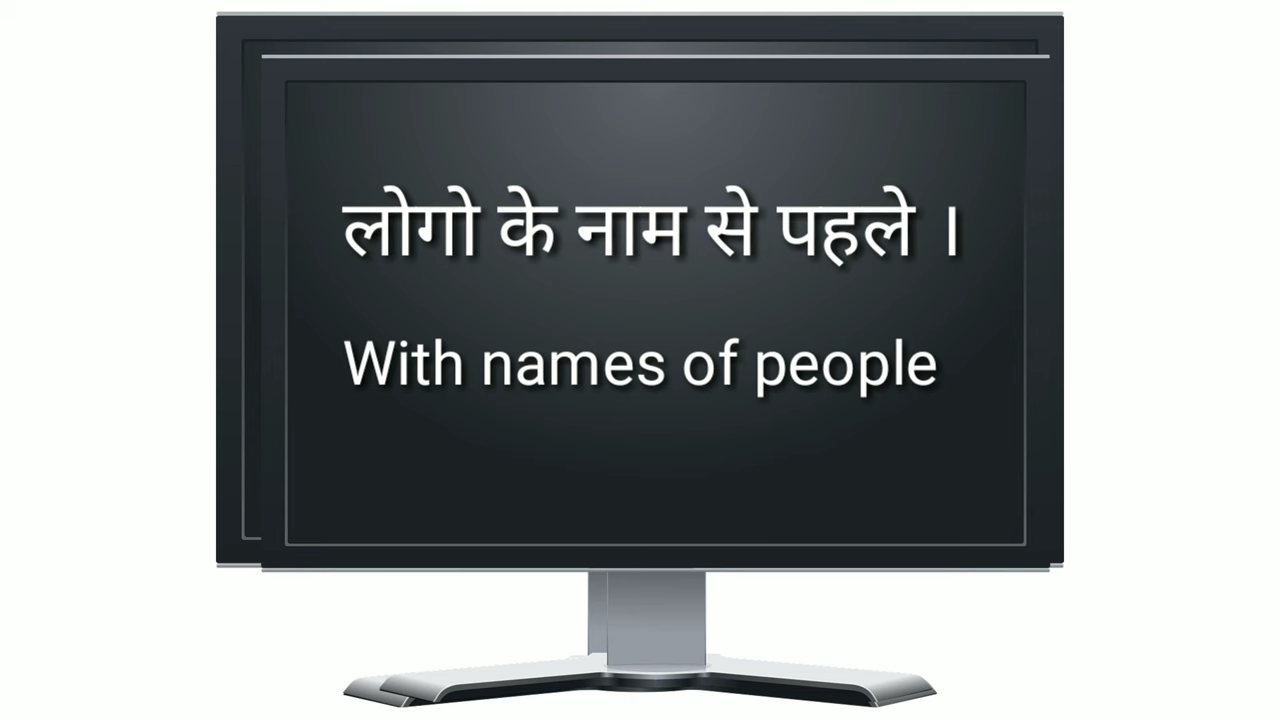 लोगो के नाम से पहले ।
With names of people